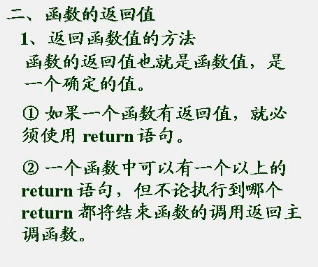 二、函数的返回值
1、返回函数值的方法
函数的返回值也就是函数值，是
一个确定的值。
① 如果一个函数有返回值，就必
须使用 return 语句。
② 一个函数中可以有一个以上的
return 语句，但不论执行到哪个
return 都将结束函数的调用返回主
调函数。